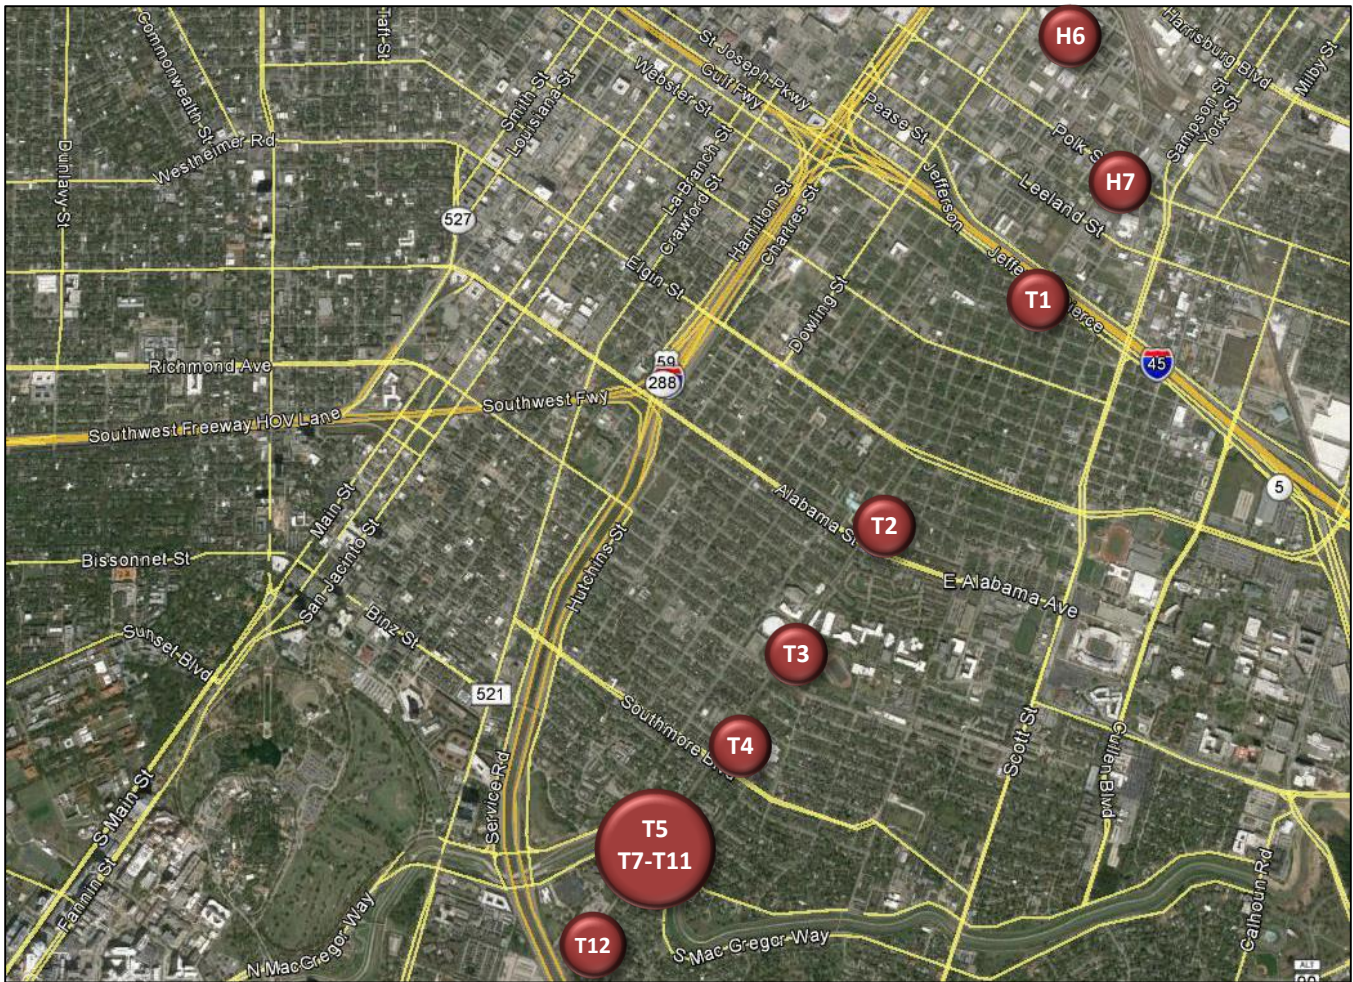 H6
Harrisburg Blvd
Commonwealth St
Taft St
St Joseph Pkwy
Gulf Fwy
Webster St
Smith St
Louisiana St
Milby St
Sampson St
York St
Pease St
Polk S
H7
Westheimer Rd
Dunlavy St
La Branch St
Crawford St
Jefferson
Leeland St
Hamilton St
Chartres St
527
Elgin St
Jeffe
T1
ierce
Dowling St
59
288
45
Richmond Ave
Southwest Fwy
Southwest Freeway HOV Lane
5
Main St
San Jacinto St
Alabama St
T2
Bissonnet St
E Alabama Ave
Hutchins St
Binz St
Sunset Blvd
T3
521
Southmore Blvd
T4
Scott St
Cullen Blvd
Service Rd
S Main St
Fannin St
T5
T7-T11
Calhoun Rd
N MacGregor Way
T12
S Mac Gregor Way
ALT